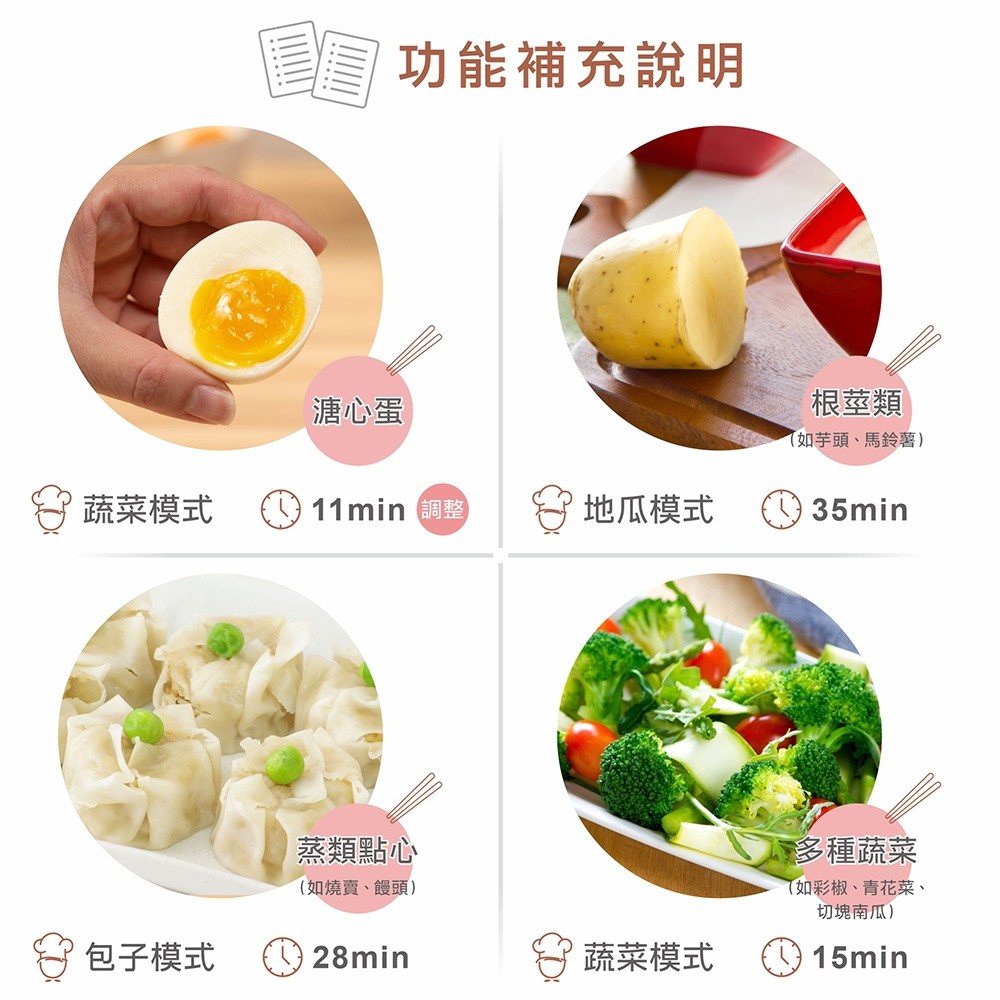 功能補充說明
溏心蛋
蔬菜模式 11min 調整
根莖類
(如芋頭、馬鈴薯)
地瓜模式 35min
蒸類點心
(如燒賣、饅頭)
包子模式 28min
多種蔬菜
(如彩椒、青花菜、
切塊南瓜)
蔬菜模式 15min